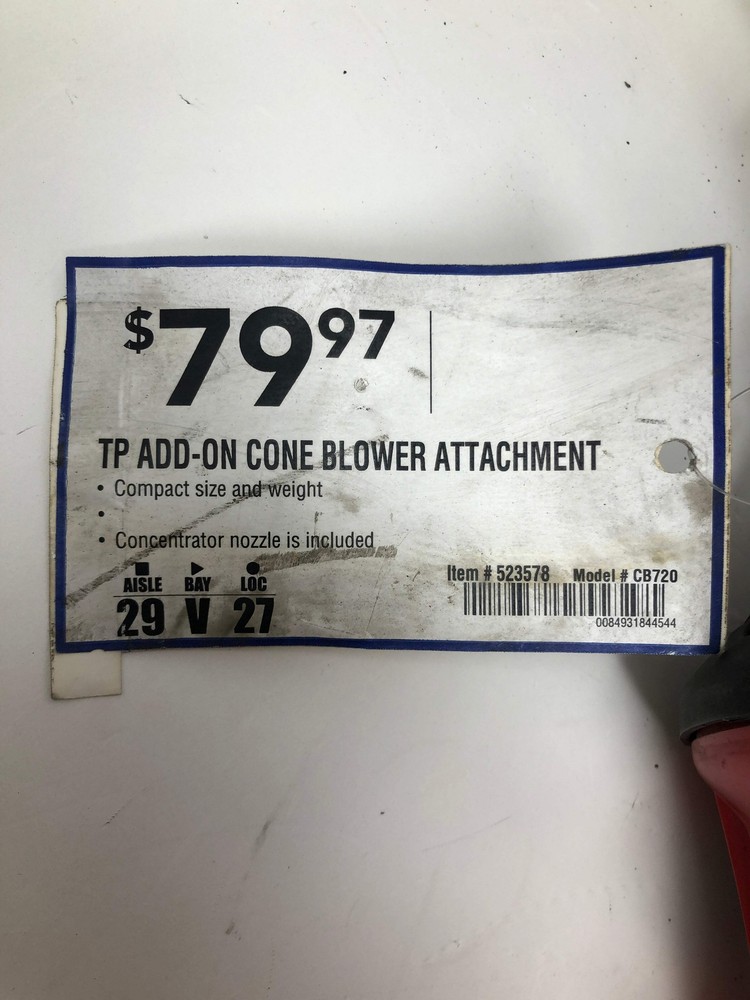 $79 97
TP ADD-ON CONE BLOWER ATTACHMENT
• Compact size and weight
•
• Concentrator nozzle is included
AISLE BAY LOC
29 V 27
Item # 523578 Model # CB720
0084931844544